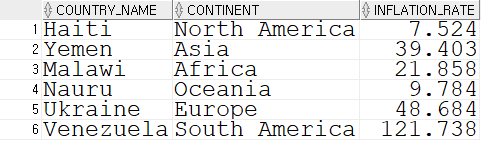 COUNTRY_NAME CONTINENT INFLATION_RATE
1 Haiti North America 7.524
2 Yemen Asia 39.403
3 Malawi Africa 21.858
4 Nauru Oceania 9.784
5 Ukraine Europe 48.684
6 Venezuela South America 121.738